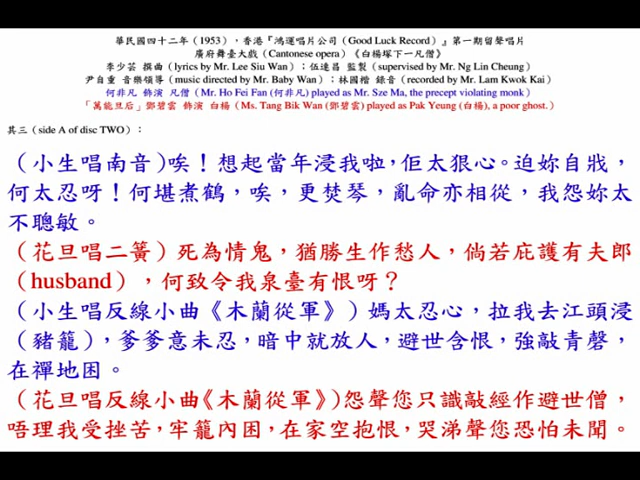 華民國四十二年（1953），香港『鴻運唱片公司（Good Luck Record）』第一期留聲唱片
廣府舞臺大戲（Cantonese opera）《白楊塚下一凡僧》
李少芸 撰曲（lyrics by Mr. Lee Siu Wan）；伍連昌 監製（supervised by Mr. Ng Lin Cheung）
尹自重 音樂領導（music directed by Mr. Baby Wan）；林國楷 錄音（recorded by Mr. Lam Kwok Kai）
何非凡 飾演 凡僧（Mr. Ho Fei Fan (何非凡) played as Mr. Sze Ma, the precept violating monk）
「萬能旦后」鄧碧雲 飾演 白楊（Ms. Tang Bik Wan (鄧碧雲) played as Pak Yeung (白楊), a poor ghost.）
其三（side A of disc TWO）：
（小生唱南音）唉！想起當年浸我啦，佢太狠心。迫妳自戕，
何太忍呀！何堪煮鶴，唉，更焚琴，亂命亦相從，我怨妳太
不聰敏。
（花旦唱二簧）死為情鬼，猶勝生作愁人，倘若庇護有夫郎
（husband），何致令我泉臺有恨呀？
（小生唱反線小曲《木蘭從軍》）媽太忍心，拉我去江頭浸
（豬籠），爹爹意未忍，暗中就放人，避世含恨，強敲青磬，
在禪地困。
（花旦唱反線小曲《木蘭從軍》)怨聲您只識敲經作避世僧，
唔理我受挫苦，牢籠內困，在家空抱恨，哭涕聲您恐怕未聞。